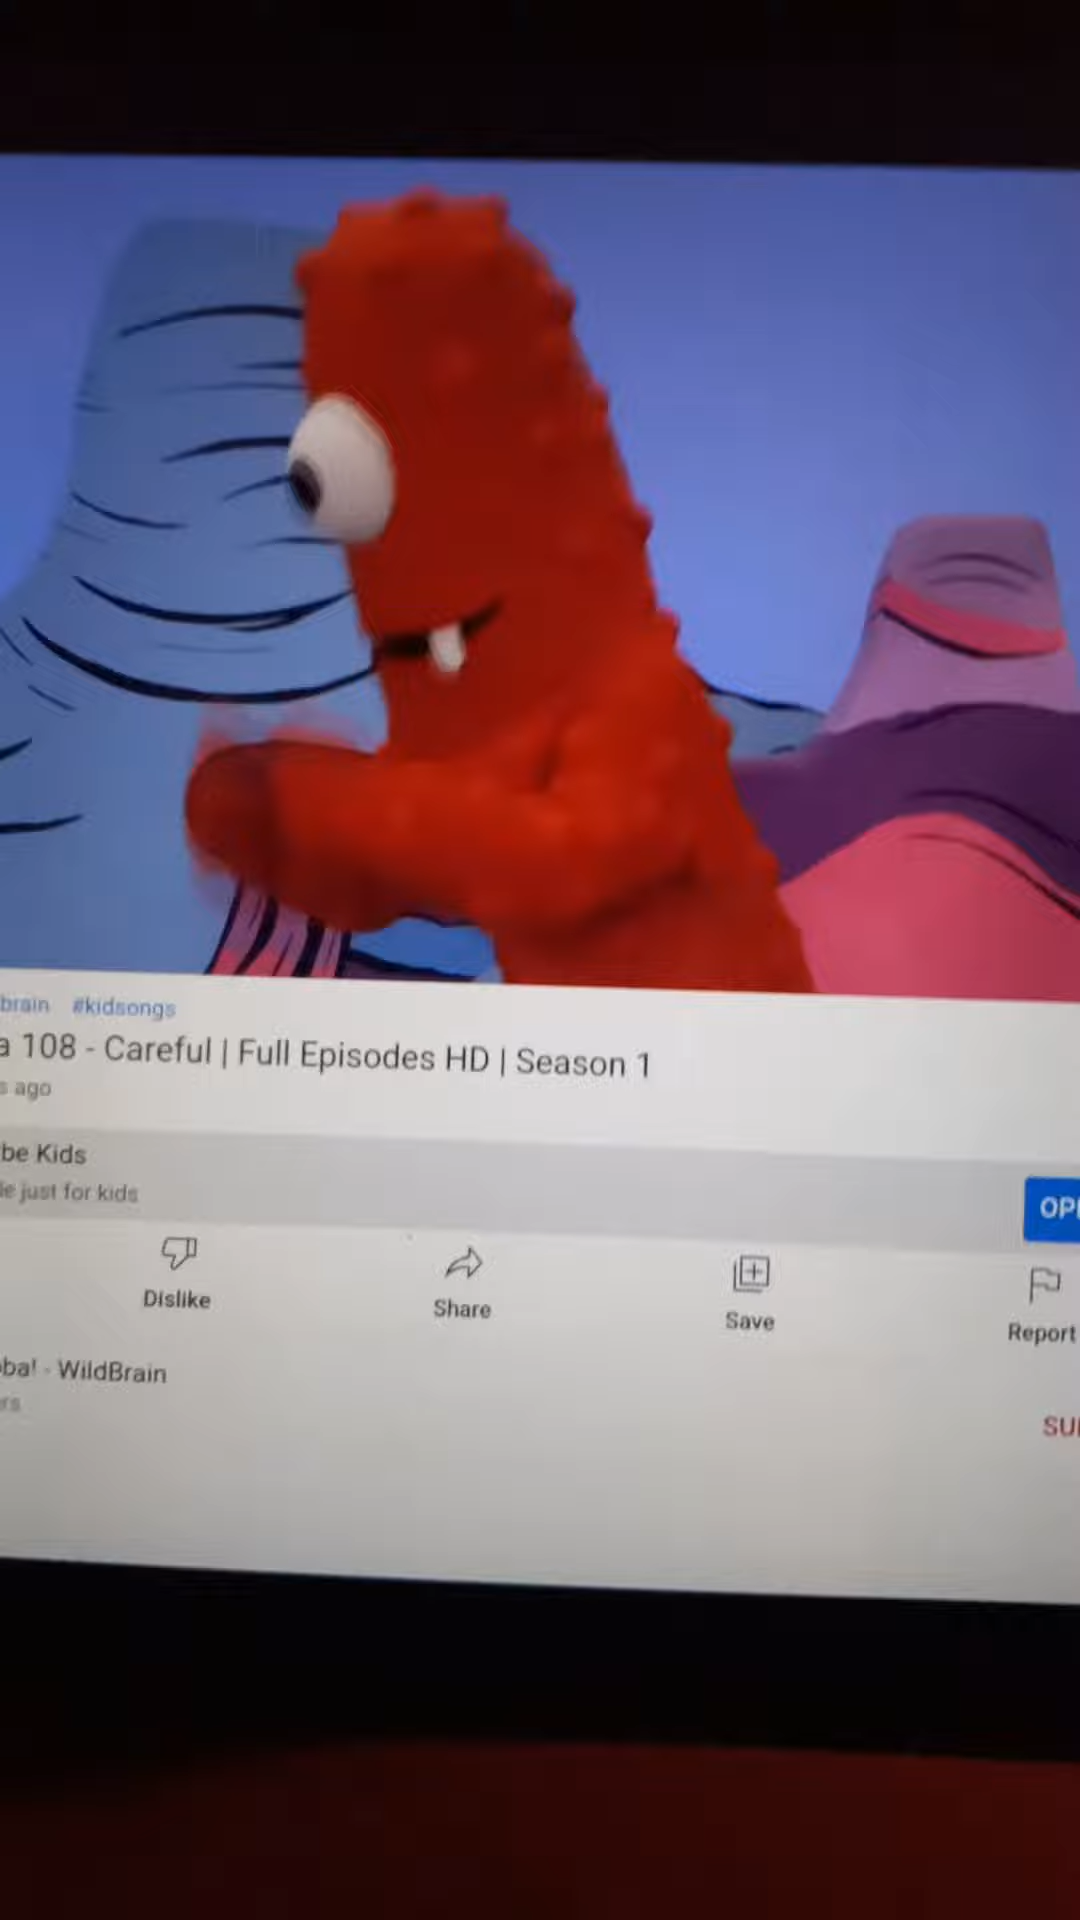 brain #kidsongs
a 108 - Careful | Full Episodes HD | Season 1
s ago
be Kids
le just for kids
OP
Dislike
Share
Save
Report
ba! - WildBrain
rs
SU